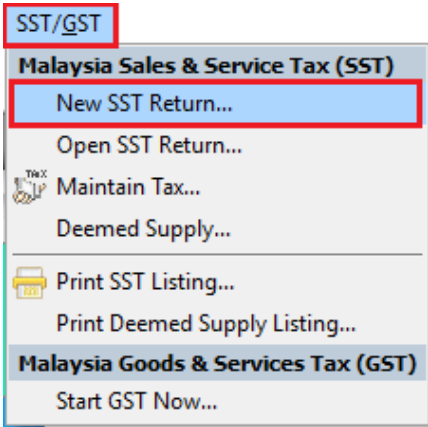 SST/GST
Malaysia Sales & Service Tax (SST)
New SST Return...
Open SST Return...
TAX
Maintain Tax...
Deemed Supply...
Print SST Listing...
Print Deemed Supply Listing...
Malaysia Goods & Services Tax (GST)
Start GST Now...